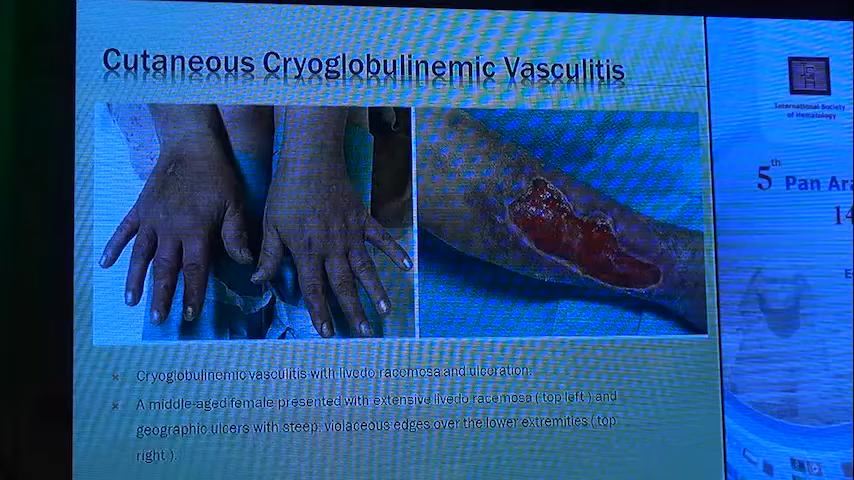 Cutaneous Cryoglobulinemic Vasculitis
International Society
of Hematology
5th Pan Ara
14
E
Cryoglobulinemic vasculitis with livedo racemosa and ulceration.
A middle-aged female presented with extensive livedo racemosa ( top left ) and
geographic ulcers with steep, violaceous edges over the lower extremities ( top
right ).